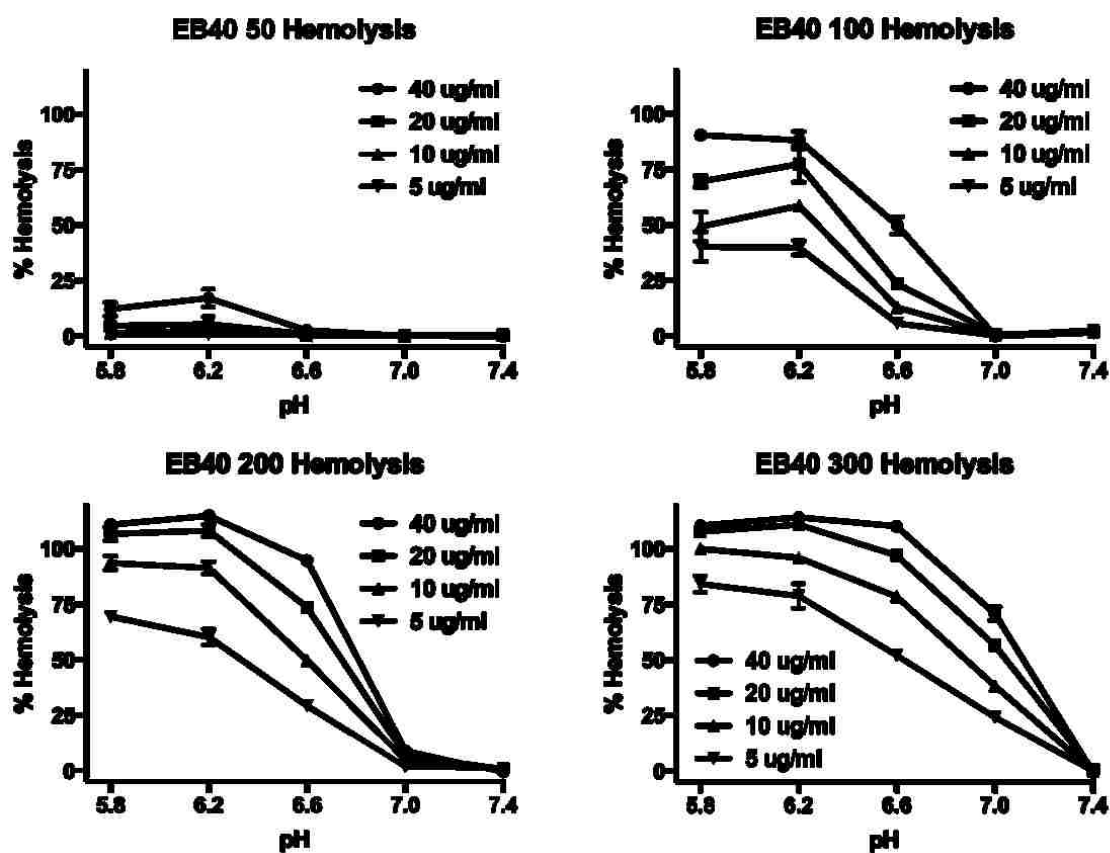 EB40 50 Hemolysis
40 ug/ml
20 ug/ml
10 ug/ml
5 ug/ml
100
75
50
25
0
% Hemolysis
5.8 6.2 6.6 7.0 7.4
pH
EB40 100 Hemolysis
40 ug/ml
20 ug/ml
10 ug/ml
5 ug/ml
100
75
50
25
0
% Hemolysis
5.8 6.2 6.6 7.0 7.4
pH
EB40 200 Hemolysis
40 ug/ml
20 ug/ml
10 ug/ml
5 ug/ml
100
75
50
25
0
% Hemolysis
5.8 6.2 6.6 7.0 7.4
pH
EB40 300 Hemolysis
100
75
50
25
0
% Hemolysis
40 ug/ml
20 ug/ml
10 ug/ml
5 ug/ml
5.8 6.2 6.6 7.0 7.4
pH